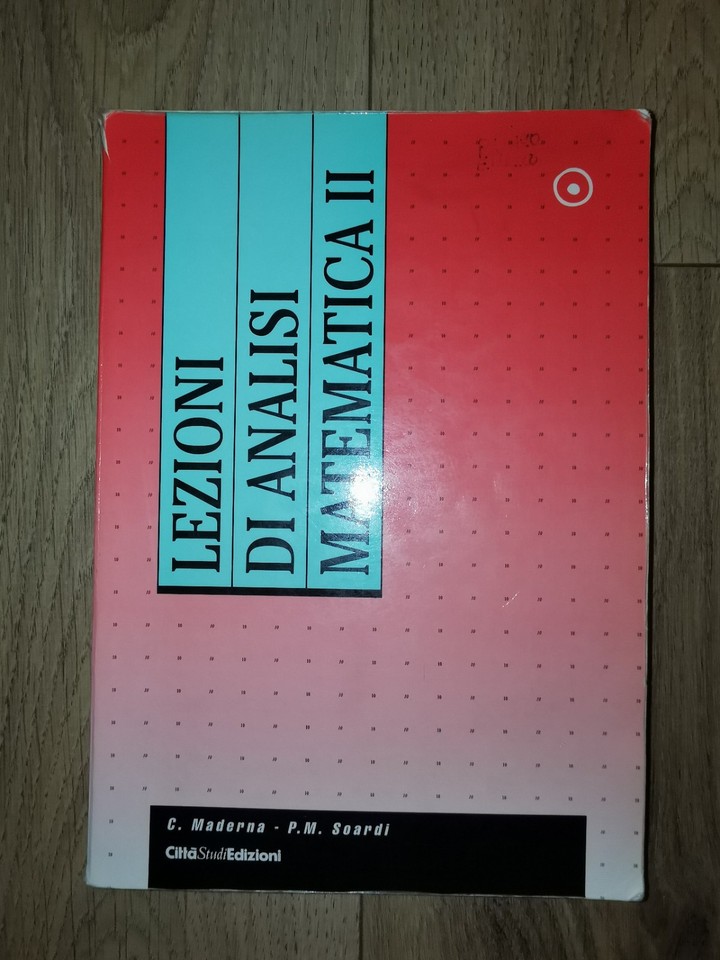 LEZIONI
DI ANALISI
MATEMATICA II
C. Maderna - P.M. Soardi
CittàStudiEdizioni